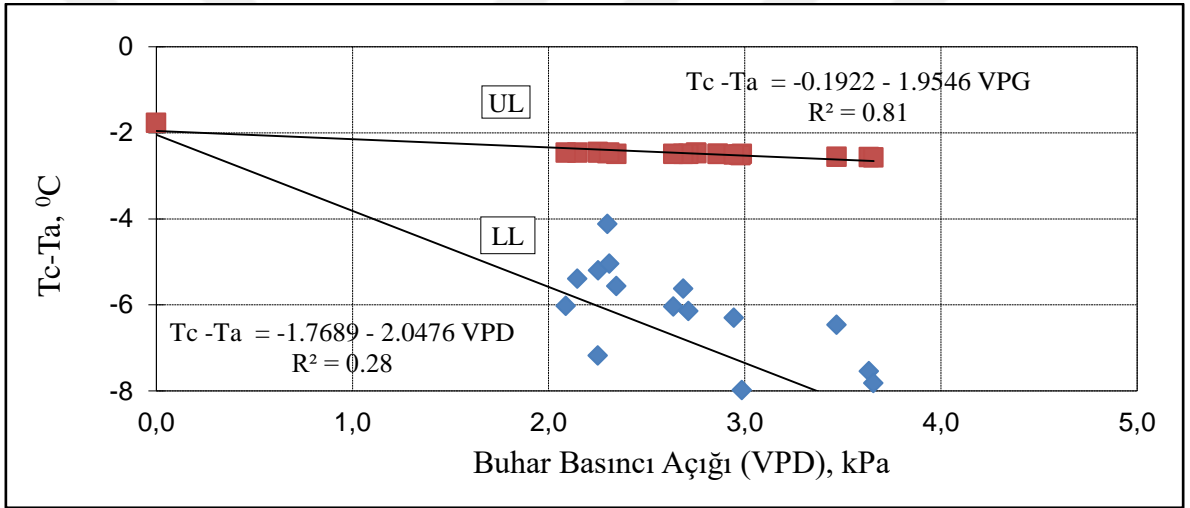 0
Tc -Ta = -0.1922 - 1.9546 VPG
R² = 0.81
UL
-2
-4
LL
-6
Tc -Ta = -1.7689 - 2.0476 VPD
R² = 0.28
-8
0,0 1,0 2,0 3,0 4,0 5,0
Tc-Ta, ⁰C
Buhar Basıncı Açığı (VPD), kPa